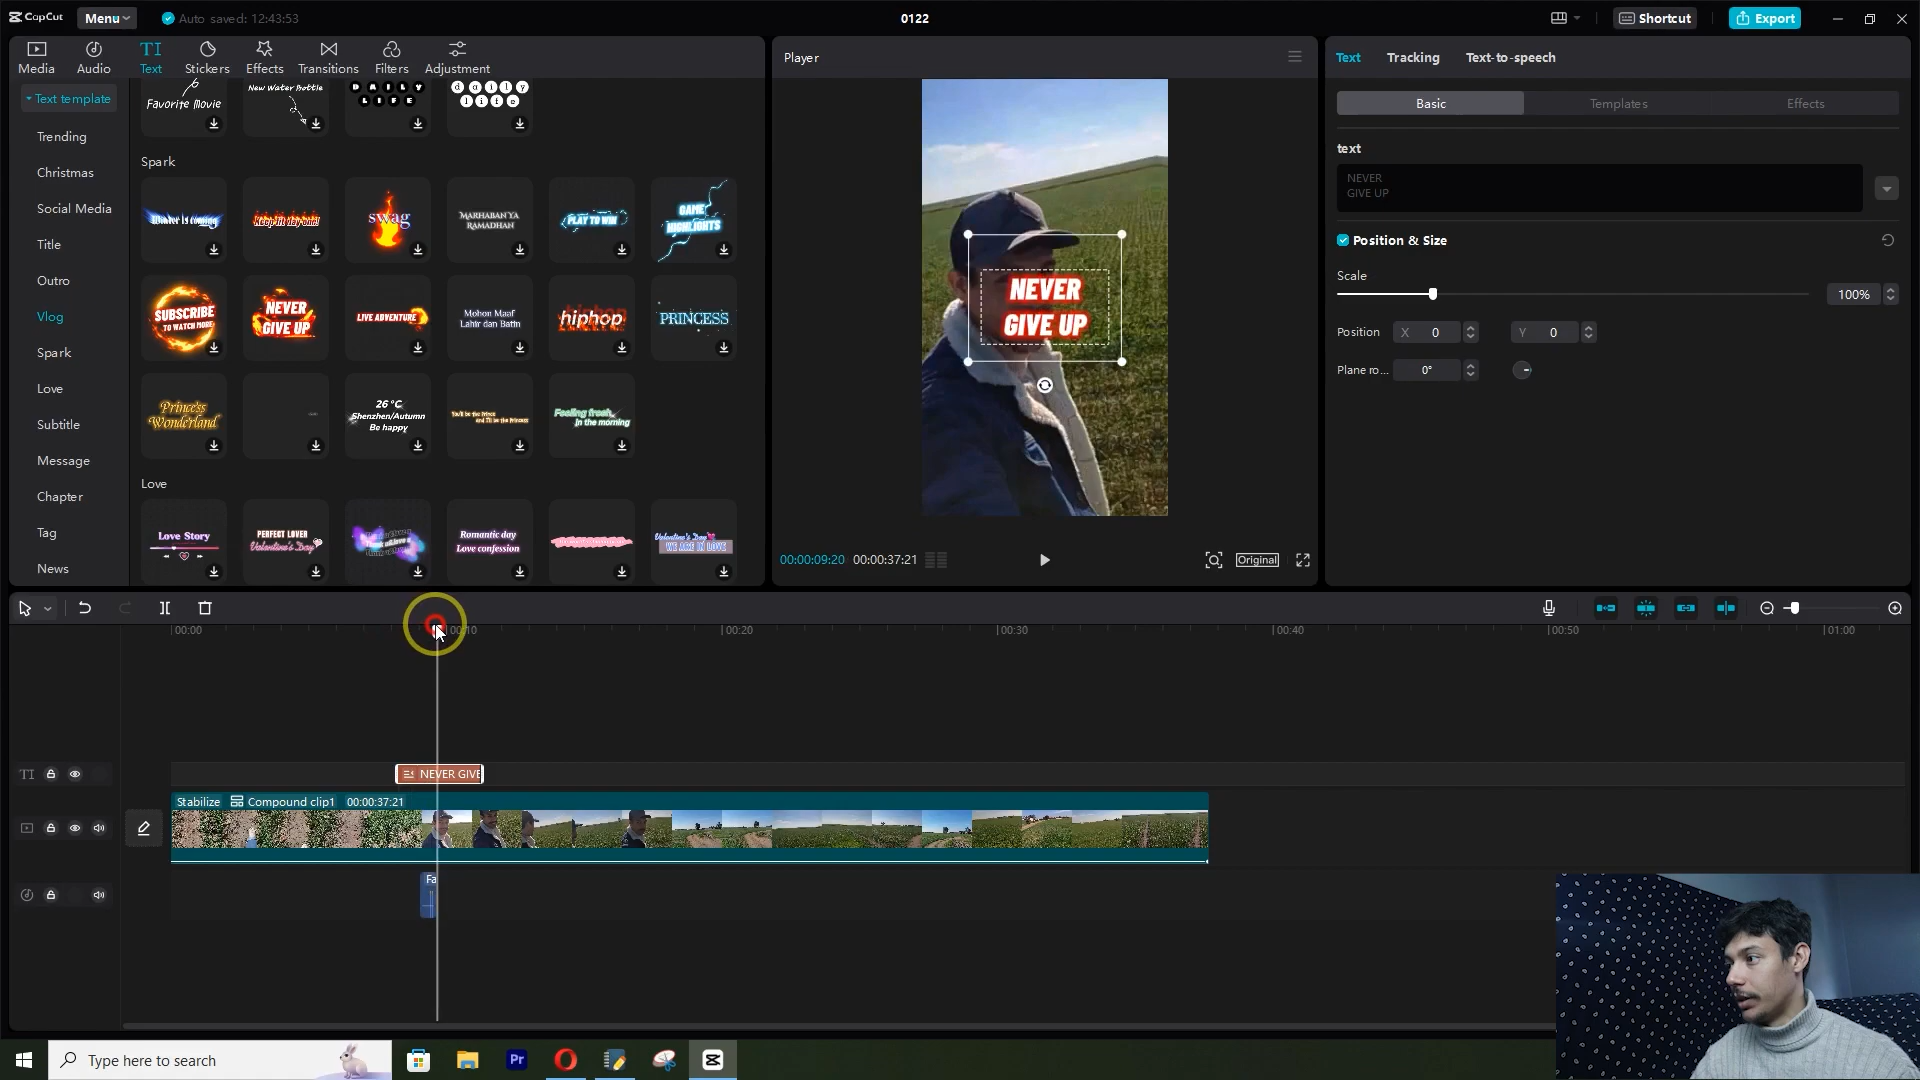 CapCut
Menu
Auto saved: 12:43:53
0122
Shortcut
Export
Media
Audio
TI
Text
Stickers
Effects
Transitions
Filters
Adjustment
Text template
Trending
Christmas
Social Media
Title
Outro
Vlog
Spark
Love
Subtitle
Message
Chapter
Tag
News
Favorite Movie
New Water Bottle
DAILY
LIFE
daily
life
Spark
Winter is coming
Keep it day one!
swag
MARHABAN YA
RAMADHAN
PLAY TO WIN
GAME
HIGHLIGHTS
SUBSCRIBE
TO WATCH MORE
NEVER
GIVE UP
LIVE ADVENTURE
Mohon Maaf
Lahir dan Batin
hiphop
PRINCESS
Princess
Wonderland
26 °C
Shenzhen/Autumn
Be happy
You'll be the Prince
and I'll be the Princess
Feeling fresh
in the morning
Love
Love Story
PERFECT LOVER
Valentine's Day
Romantic day
Love confession
Valentine's Day
WE ARE IN LOVE
Player
NEVER
GIVE UP
00:00:09:20
00:00:37:21
Original
Text
Tracking
Text-to-speech
Basic
Templates
Effects
text
NEVER
GIVE UP
Position & Size
Scale
100%
Position
X
0
Y
0
Plane ro...
0°
00:00
00:10
00:20
00:30
00:40
00:50
01:00
TI
NEVER GIVE
Stabilize
Compound clip1
00:00:37:21
Fa
Type here to search
Pr